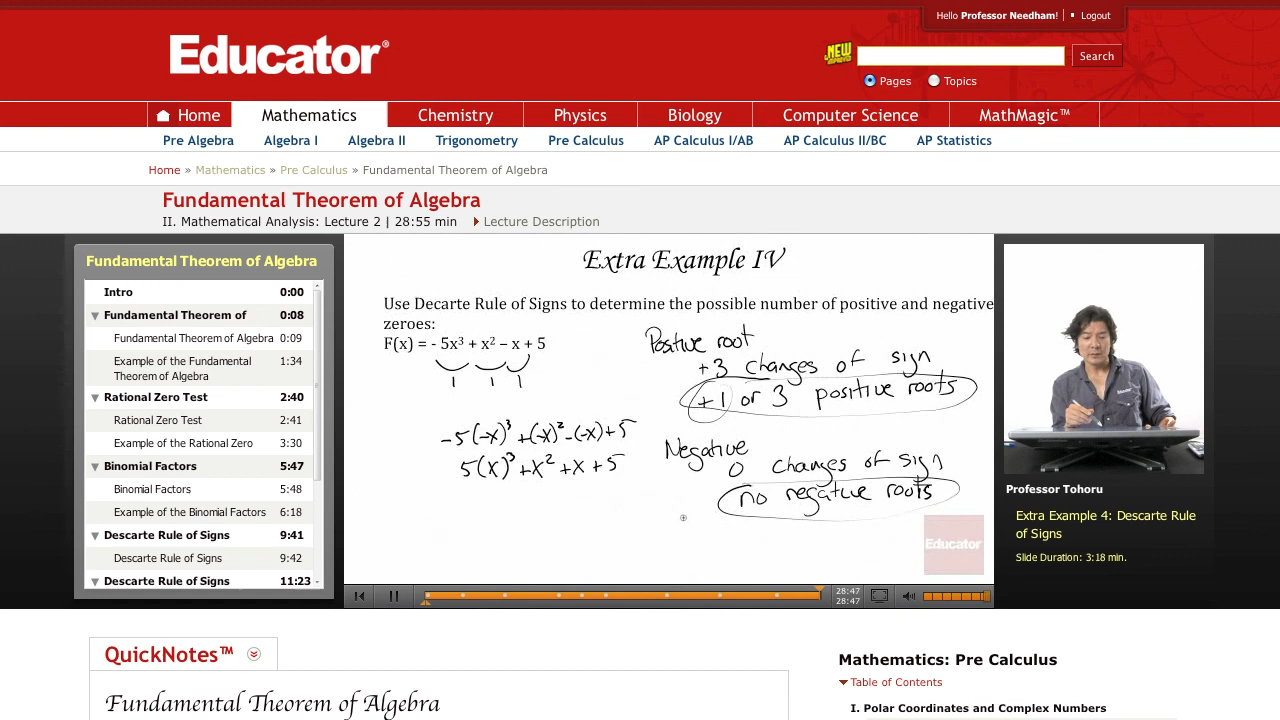 Hello Professor Needham! | ▪ Logout
Educator®
NEW
Search
Pages Topics
Home Mathematics Chemistry Physics Biology Computer Science MathMagic™
Pre Algebra Algebra I Algebra II Trigonometry Pre Calculus AP Calculus I/AB AP Calculus II/BC AP Statistics
Home » Mathematics » Pre Calculus » Fundamental Theorem of Algebra
Fundamental Theorem of Algebra
II. Mathematical Analysis: Lecture 2 | 28:55 min Lecture Description
Fundamental Theorem of Algebra
Intro 0:00
Fundamental Theorem of 0:08
Fundamental Theorem of Algebra 0:09
Example of the Fundamental 1:34
Theorem of Algebra
Rational Zero Test 2:40
Rational Zero Test 2:41
Example of the Rational Zero 3:30
Binomial Factors 5:47
Binomial Factors 5:48
Example of the Binomial Factors 6:18
Descarte Rule of Signs 9:41
Descarte Rule of Signs 9:42
Descarte Rule of Signs 11:23
Extra Example IV
Use Decarte Rule of Signs to determine the possible number of positive and negative
zeroes:
F(x) = - 5x³ + x² – x + 5
1 1 1
-5(-x)³ +(-x)² -(-x)+5
5(x)³ +x² +x +5
Positive root
+3 changes of sign
+1 or 3 positive roots
Negative
0 changes of sign
no negative roots
Educator
28:47
28:47
Professor Tohoru
Extra Example 4: Descarte Rule
of Signs
Slide Duration: 3:18 min.
QuickNotes™
Fundamental Theorem of Algebra
Mathematics: Pre Calculus
Table of Contents
I. Polar Coordinates and Complex Numbers